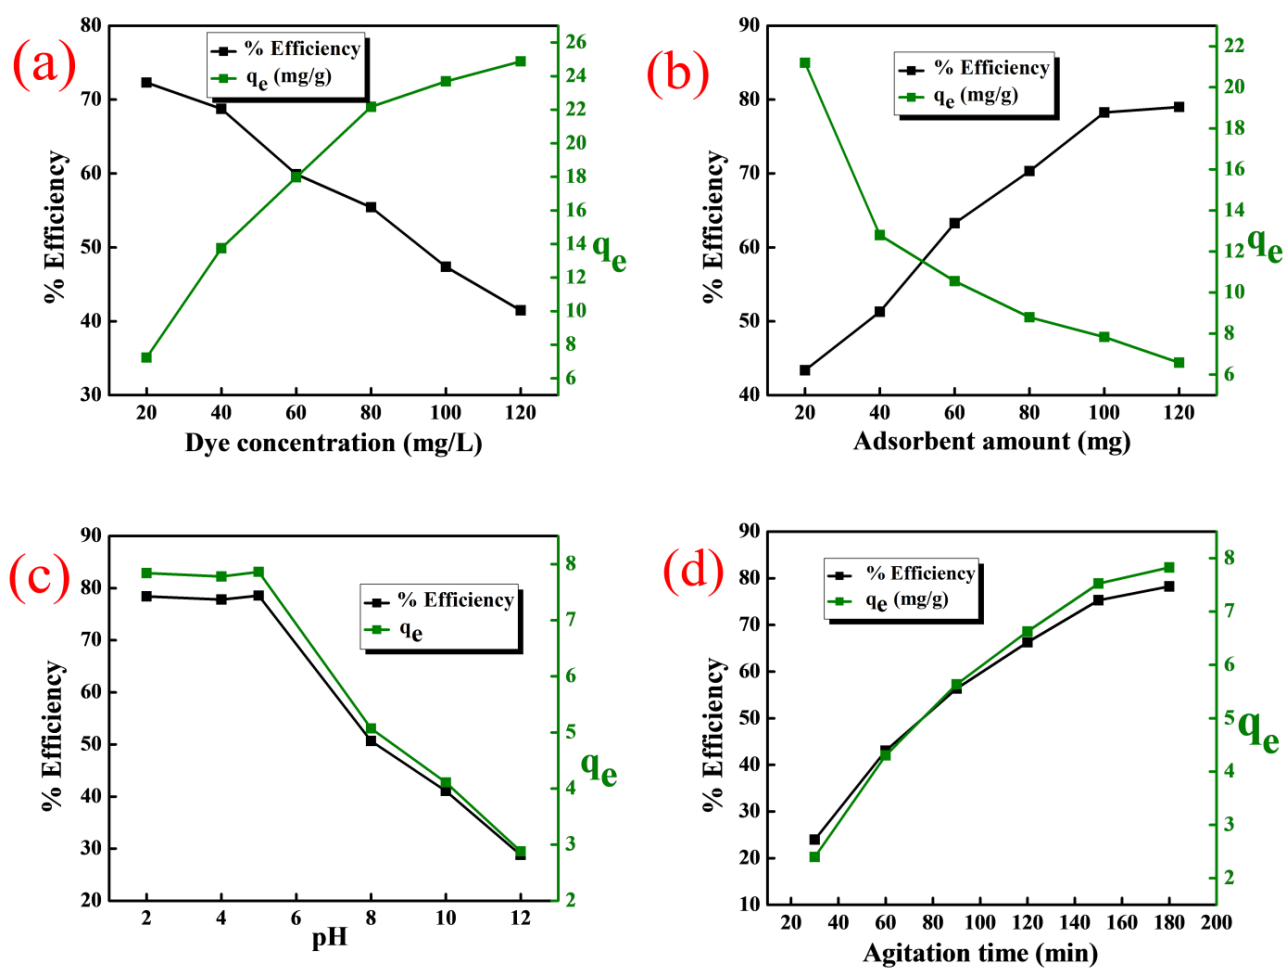 (a)
80
70
60
50
40
30
% Efficiency
% Efficiency
qe (mg/g)
26
24
22
20
18
16
14
12
10
8
6
qe
20 40 60 80 100 120
Dye concentration (mg/L)
(b)
90
80
70
60
50
40
% Efficiency
% Efficiency
qe (mg/g)
22
20
18
16
14
12
10
8
6
qe
20 40 60 80 100 120
Adsorbent amount (mg)
(c)
90
80
70
60
50
40
30
20
% Efficiency
% Efficiency
qe
8
7
6
5
4
3
2
qe
2 4 6 8 10 12
pH
(d)
90
80
70
60
50
40
30
20
10
% Efficiency
% Efficiency
qe (mg/g)
8
7
6
5
4
3
2
qe
20 40 60 80 100 120 140 160 180 200
Agitation time (min)